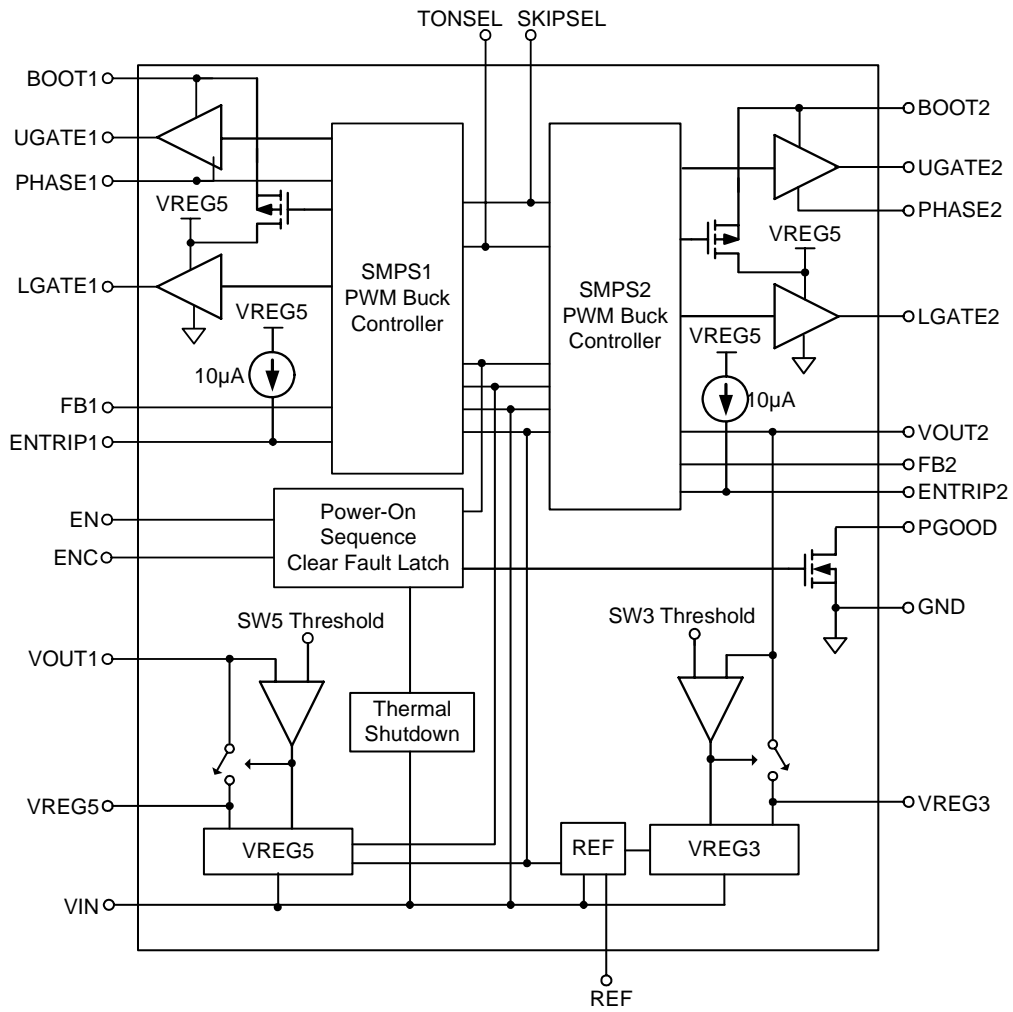 TONSEL SKIPSEL
BOOT1
BOOT2
UGATE1
UGATE2
PHASE1
PHASE2
VREG5
VREG5
SMPS1
PWM Buck
Controller
SMPS2
PWM Buck
Controller
LGATE1
LGATE2
VREG5
VREG5
10µA
10µA
FB1
VOUT2
ENTRIP1
FB2
ENTRIP2
EN
Power-On
Sequence
Clear Fault Latch
PGOOD
ENC
GND
SW5 Threshold
SW3 Threshold
VOUT1
Thermal
Shutdown
VREG5
VREG3
VREG5
REF
VREG3
VIN
REF